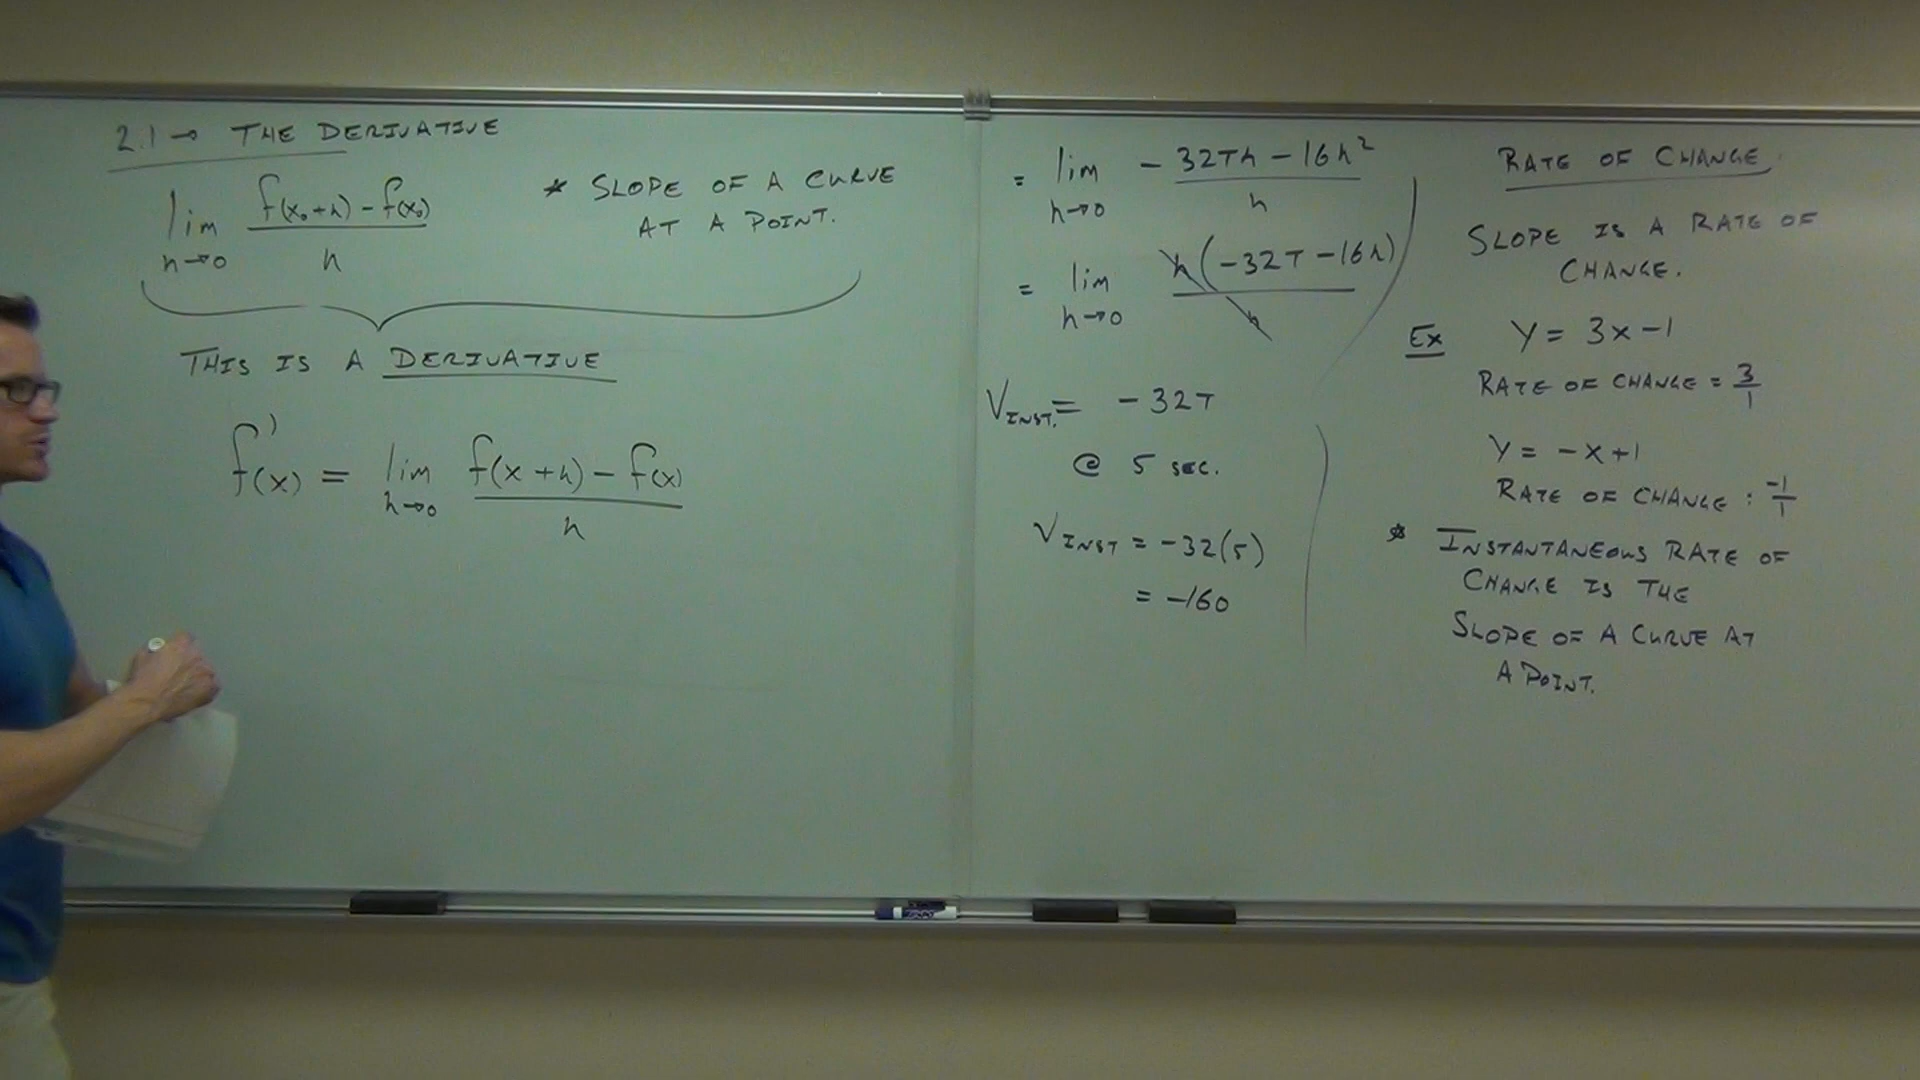 2.1 → THE DERIVATIVE
lim h→0 f(x₀+h) - f(x₀) / h
* SLOPE OF A CURVE
AT A POINT.
THIS IS A DERIVATIVE
f'(x) = lim h→0 f(x+h) - f(x) / h
= lim h→0 -32Th - 16h² / h
= lim h→0 h(-32T - 16h) / h
V INST. = -32T
@ 5 SEC.
V INST = -32(5)
= -160
RATE OF CHANGE
SLOPE IS A RATE OF
CHANGE.
Ex Y = 3x-1
RATE OF CHANGE = 3/1
Y = -x+1
RATE OF CHANGE : -1/1
* INSTANTANEOUS RATE OF
CHANGE IS THE
SLOPE OF A CURVE AT
A POINT.